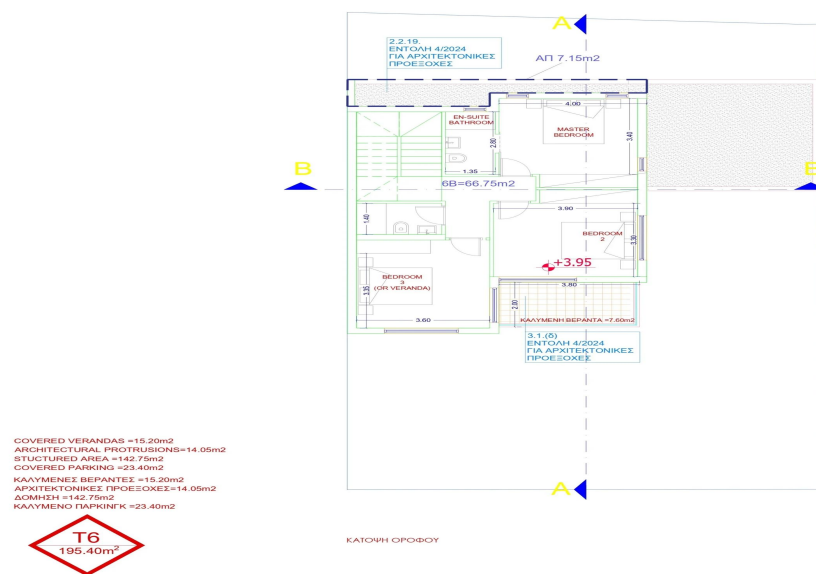 A
2.2.19.
ΕΝΤΟΛΗ 4/2024
ΓΙΑ ΑΡΧΙΤΕΚΤΟΝΙΚΕΣ
ΠΡΟΕΞΟΧΕΣ
ΑΠ 7.15m2
4.00
EN-SUITE
BATHROOM
MASTER
BEDROOM
3.40
2.60
1.35
B
B
6B=66.75m2
3.90
1.40
BEDROOM
2
3.30
+3.95
BEDROOM
3
(OR VERANDA)
3.35
3.80
2.00
3.60
ΚΑΛΥΜΕΝΗ ΒΕΡΑΝΤΑ =7.60m2
3.1.(δ)
ΕΝΤΟΛΗ 4/2024
ΓΙΑ ΑΡΧΙΤΕΚΤΟΝΙΚΕΣ
ΠΡΟΕΞΟΧΕΣ
A
COVERED VERANDAS =15.20m2
ARCHITECTURAL PROTRUSIONS=14.05m2
STUCTURED AREA =142.75m2
COVERED PARKING =23.40m2
ΚΑΛΥΜΕΝΕΣ ΒΕΡΑΝΤΕΣ =15.20m2
ΑΡΧΙΤΕΚΤΟΝΙΚΕΣ ΠΡΟΕΞΟΧΕΣ=14.05m2
ΔΟΜΗΣΗ =142.75m2
ΚΑΛΥΜΕΝΟ ΠΑΡΚΙΝΓΚ =23.40m2
T6
195.40m²
ΚΑΤΟΨΗ ΟΡΟΦΟΥ